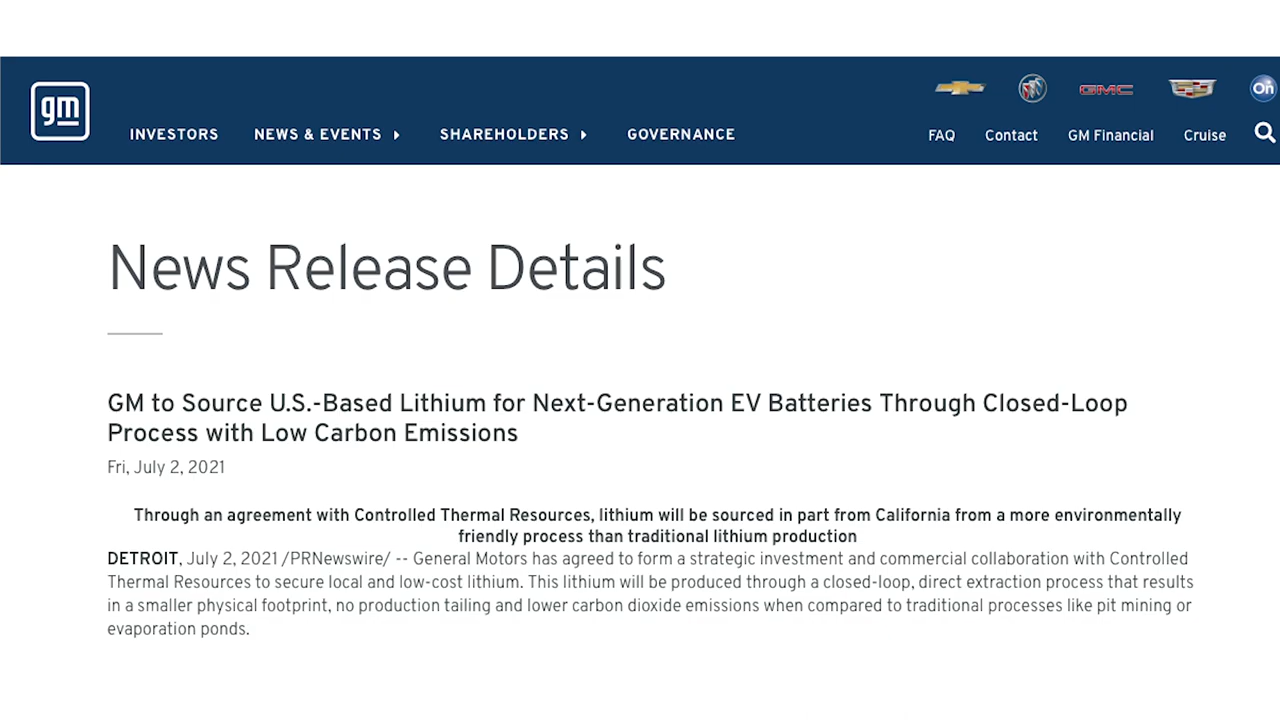 gm
INVESTORS
NEWS & EVENTS
SHAREHOLDERS
GOVERNANCE
GMC
On
FAQ
Contact
GM Financial
Cruise
News Release Details
GM to Source U.S.-Based Lithium for Next-Generation EV Batteries Through Closed-Loop
Process with Low Carbon Emissions
Fri, July 2, 2021
Through an agreement with Controlled Thermal Resources, lithium will be sourced in part from California from a more environmentally
friendly process than traditional lithium production
DETROIT, July 2, 2021 /PRNewswire/ -- General Motors has agreed to form a strategic investment and commercial collaboration with Controlled
Thermal Resources to secure local and low-cost lithium. This lithium will be produced through a closed-loop, direct extraction process that results
in a smaller physical footprint, no production tailing and lower carbon dioxide emissions when compared to traditional processes like pit mining or
evaporation ponds.